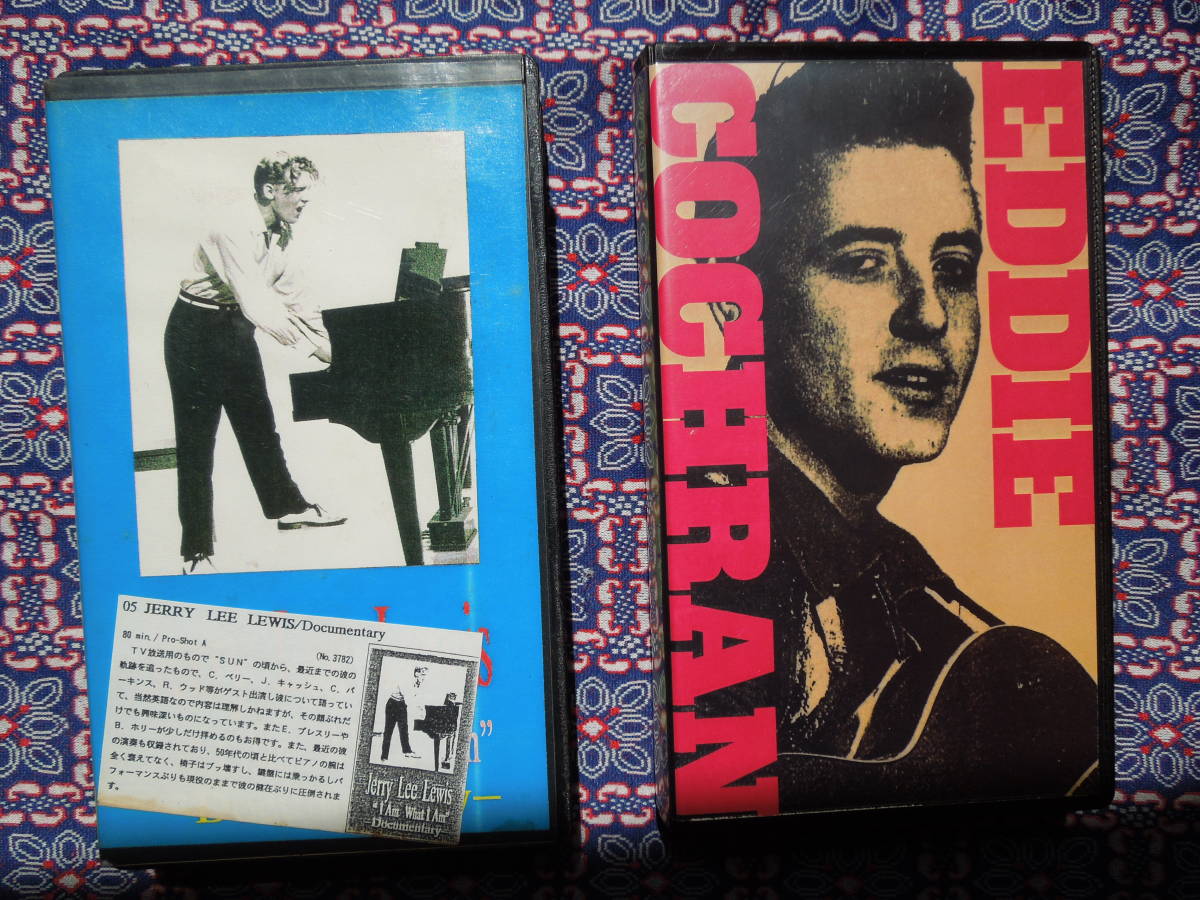 05 JERRY LEE LEWIS/Documentary
80 min. / Pro-Shot A (No. 3782)
TV放送用のもので“SUN”の頃から、最近までの彼の
軌跡を追ったもので、C. ベリー、J. キャッシュ、C. パ
ーキンス、R. ウッド等がゲスト出演し彼について語ってい
て、当然英語なので内容は理解しかねますが、その顔ぶれだ
けでも興味深いものになっています。またE. プレスリーや
B. ホリーが少しだけ拝めるのもお得です。また、最近の彼
の演奏も収録されており、50年代の頃と比べてピアノの腕は
全く衰えてなく、椅子はブッ壊すし、鍵盤には乗っかるしパ
フォーマンスぶりも現役のままで彼の健在ぶりに圧倒されま
す。
Jerry Lee Lewis
"I Am What I Am"
-Documentary-
EDDIE
COCHRAN